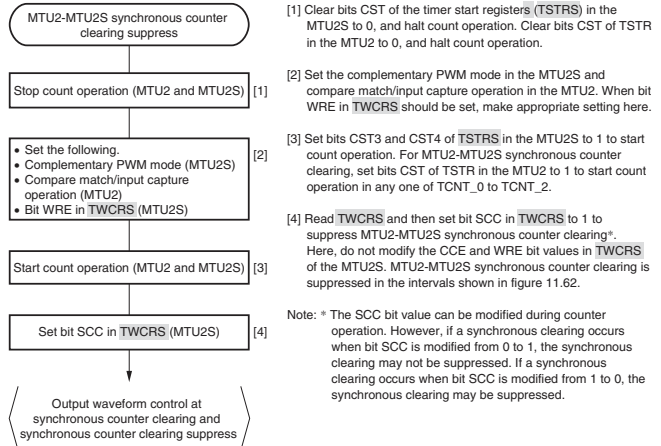 MTU2-MTU2S synchronous counter
clearing suppress
Stop count operation (MTU2 and MTU2S)
[1]
• Set the following.
• Complementary PWM mode (MTU2S)
• Compare match/input capture
operation (MTU2)
• Bit WRE in TWCRS (MTU2S)
[2]
Start count operation (MTU2 and MTU2S)
[3]
Set bit SCC in TWCRS (MTU2S)
[4]
Output waveform control at
synchronous counter clearing and
synchronous counter clearing suppress
[1] Clear bits CST of the timer start registers (TSTRS) in the
MTU2S to 0, and halt count operation. Clear bits CST of TSTR
in the MTU2 to 0, and halt count operation.
[2] Set the complementary PWM mode in the MTU2S and
compare match/input capture operation in the MTU2. When bit
WRE in TWCRS should be set, make appropriate setting here.
[3] Set bits CST3 and CST4 of TSTRS in the MTU2S to 1 to start
count operation. For MTU2-MTU2S synchronous counter
clearing, set bits CST of TSTR in the MTU2 to 1 to start count
operation in any one of TCNT_0 to TCNT_2.
[4] Read TWCRS and then set bit SCC in TWCRS to 1 to
suppress MTU2-MTU2S synchronous counter clearing*.
Here, do not modify the CCE and WRE bit values in TWCRS
of the MTU2S. MTU2-MTU2S synchronous counter clearing is
suppressed in the intervals shown in figure 11.62.
Note: * The SCC bit value can be modified during counter
operation. However, if a synchronous clearing occurs
when bit SCC is modified from 0 to 1, the synchronous
clearing may not be suppressed. If a synchronous
clearing occurs when bit SCC is modified from 1 to 0, the
synchronous clearing may be suppressed.